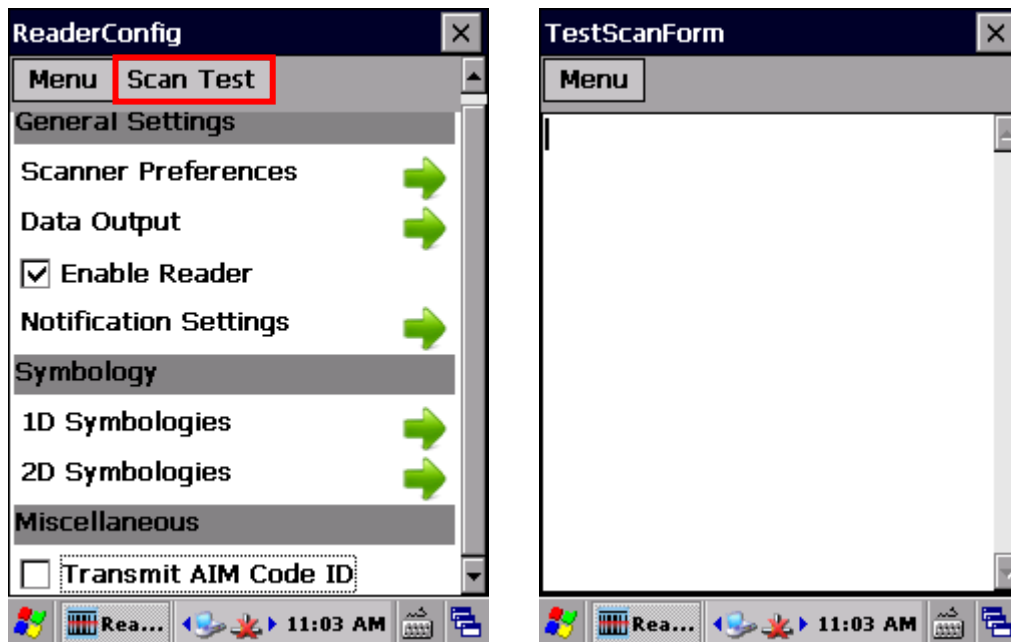 ReaderConfig
Menu Scan Test
General Settings
Scanner Preferences
Data Output
Enable Reader
Notification Settings
Symbology
1D Symbologies
2D Symbologies
Miscellaneous
Transmit AIM Code ID
Rea... 11:03 AM
TestScanForm
Menu
Rea... 11:03 AM